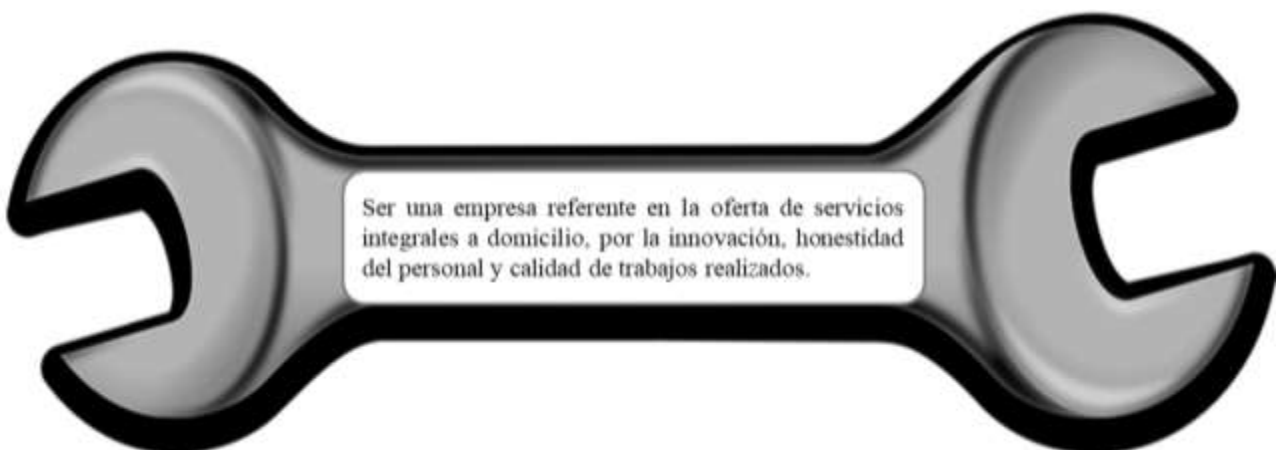 Ser una empresa referente en la oferta de servicios
integrales a domicilio, por la innovación, honestidad
del personal y calidad de trabajos realizados.